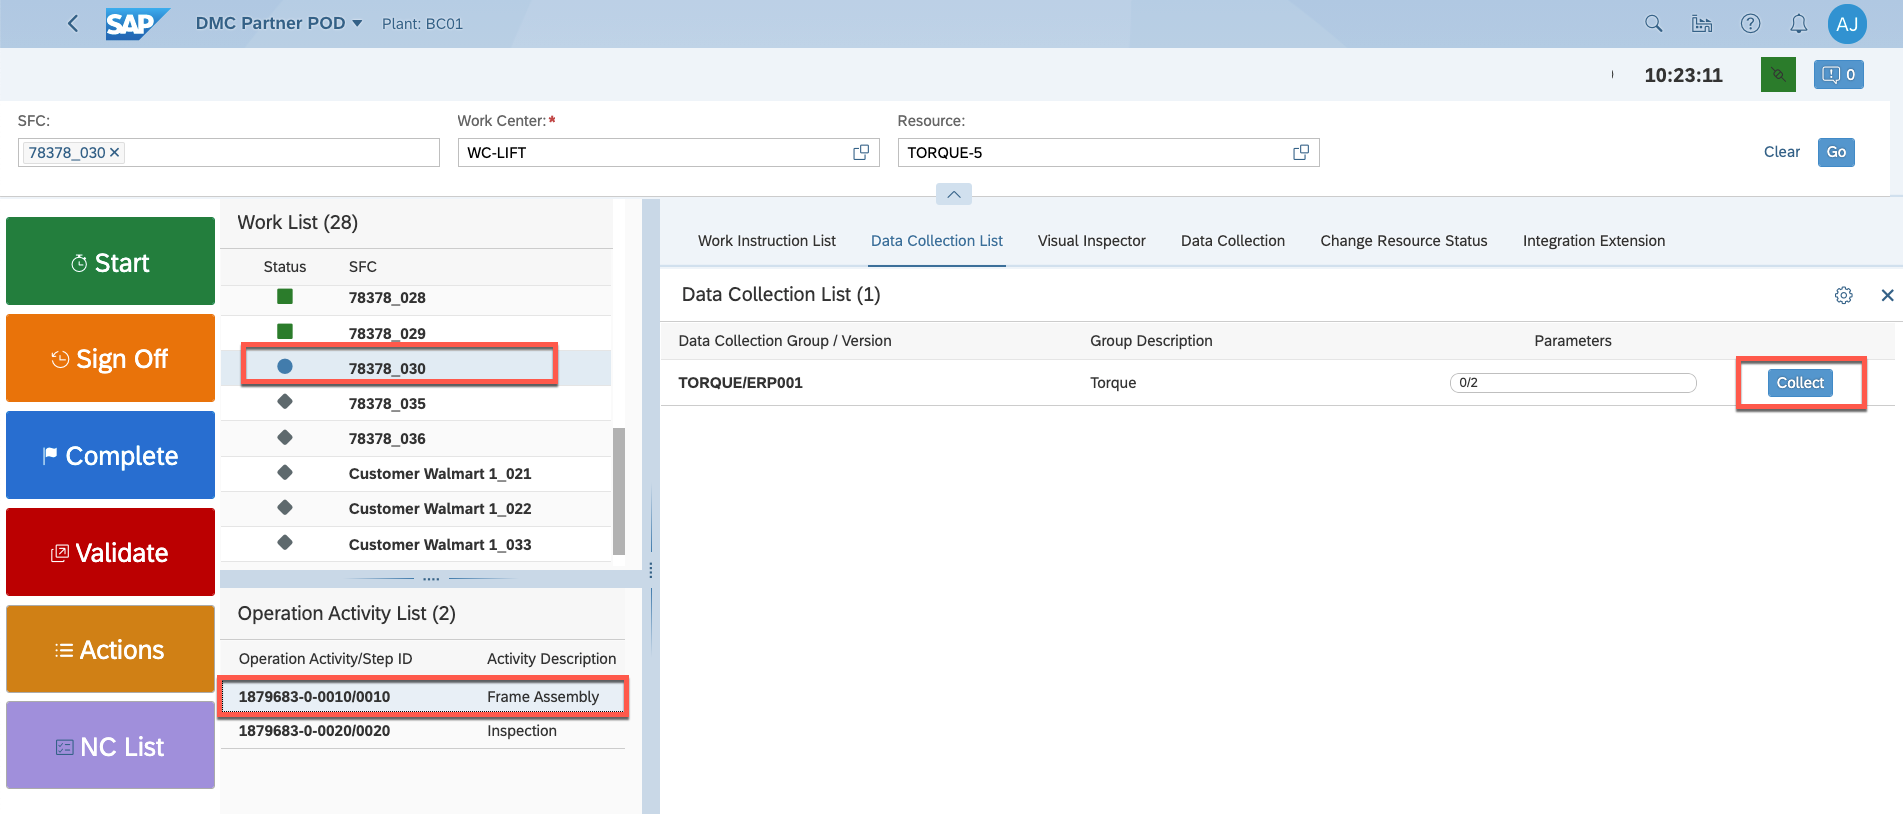 SAP DMC Partner POD Plant: BC01 AJ
10:23:11 0
SFC: Work Center:* Resource:
78378_030 WC-LIFT TORQUE-5 Clear Go
Start
Sign Off
Complete
Validate
Actions
NC List
Work List (28)
Status SFC
78378_028
78378_029
78378_030
78378_035
78378_036
Customer Walmart 1_021
Customer Walmart 1_022
Customer Walmart 1_033
Operation Activity List (2)
Operation Activity/Step ID Activity Description
1879683-0-0010/0010 Frame Assembly
1879683-0-0020/0020 Inspection
Work Instruction List Data Collection List Visual Inspector Data Collection Change Resource Status Integration Extension
Data Collection List (1)
Data Collection Group / Version Group Description Parameters
TORQUE/ERP001 Torque 0/2 Collect